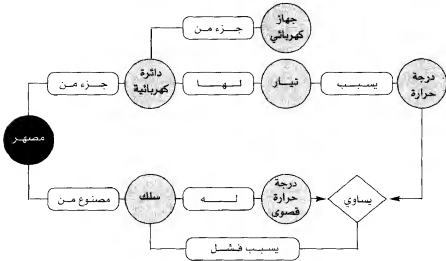 جهاز
كهربائي
جزء من
درجة
حرارة
يسبب
تيار
لها
دائرة
كهربائية
جزء من
مصهر
يساوي
درجة
حرارة
قصوى
له
سلك
مصنوع من
يسبب فشل